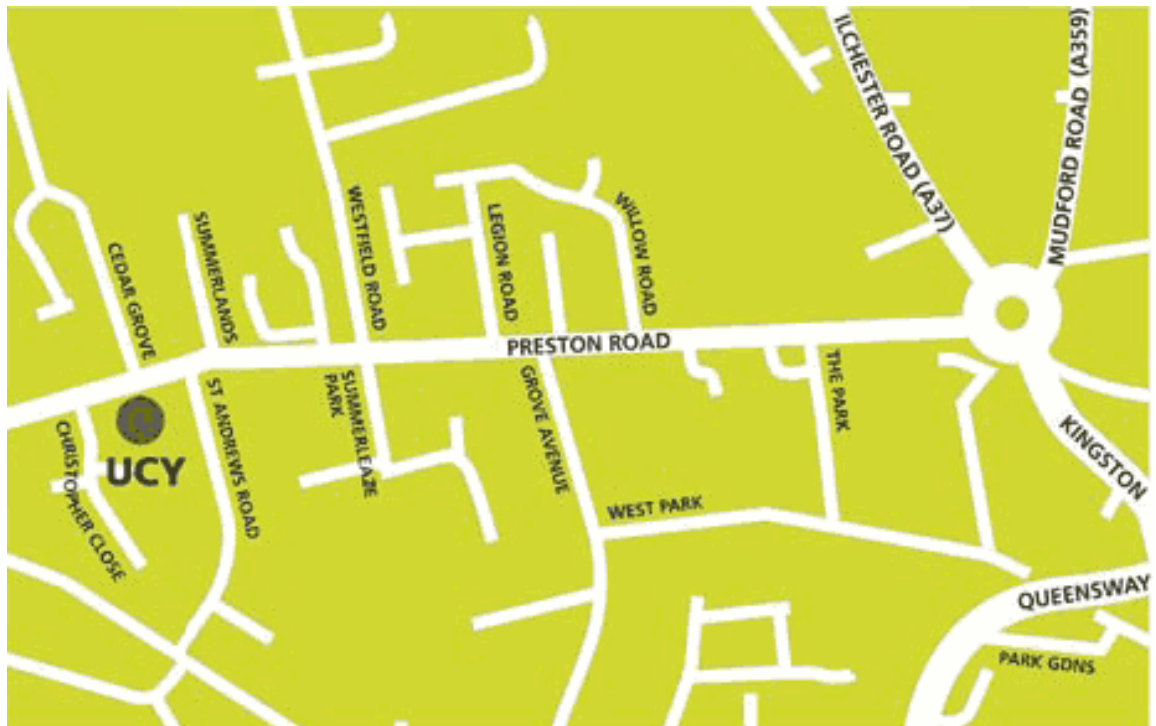 ILCHESTER ROAD (A37)
MUDFORD ROAD (A359)
WESTFIELD ROAD
LEGION ROAD
WILLOW ROAD
SUMMERLANDS
CEDAR GROVE
PRESTON ROAD
THE PARK
SUMMERLEAZE
PARK
GROVE AVENUE
ST ANDREWS ROAD
CHRISTOPHER CLOSE
@
UCY
KINGSTON
WEST PARK
QUEENSWAY
PARK GDNS